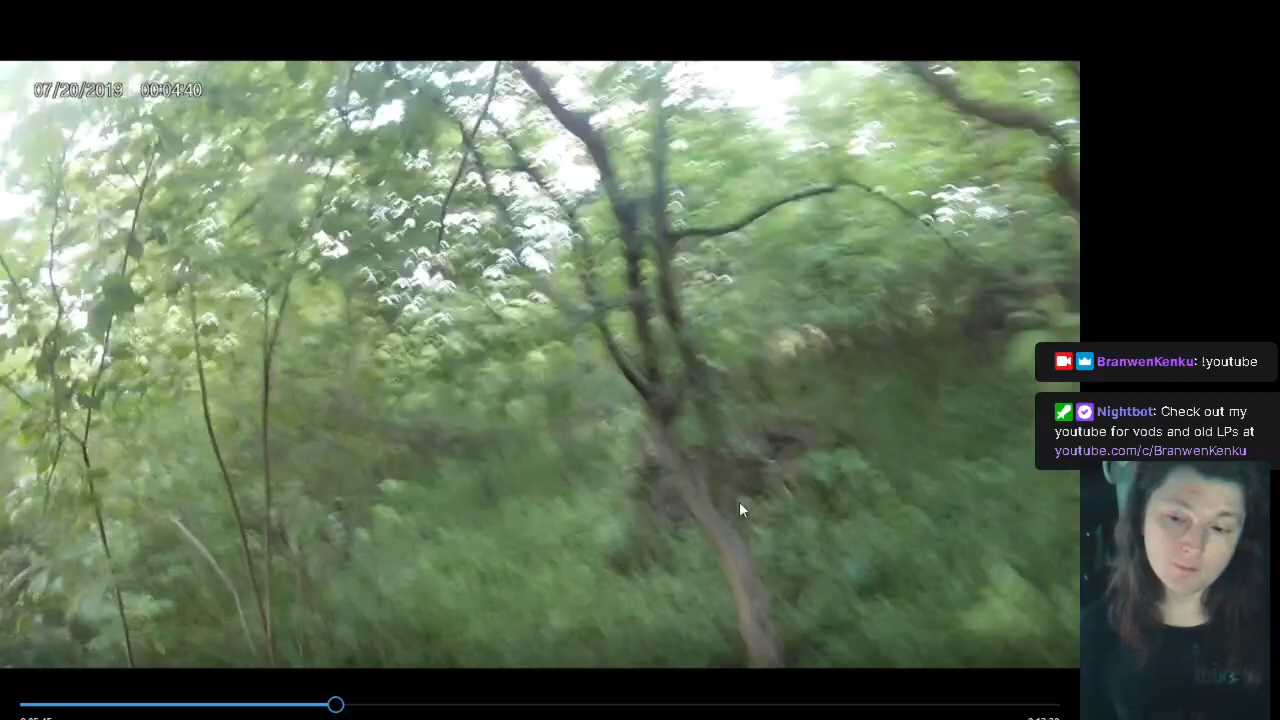 07/20/2019 00:04:40
BranwenKenku: !youtube
Nightbot: Check out my
youtube for vods and old LPs at
youtube.com/c/BranwenKenku